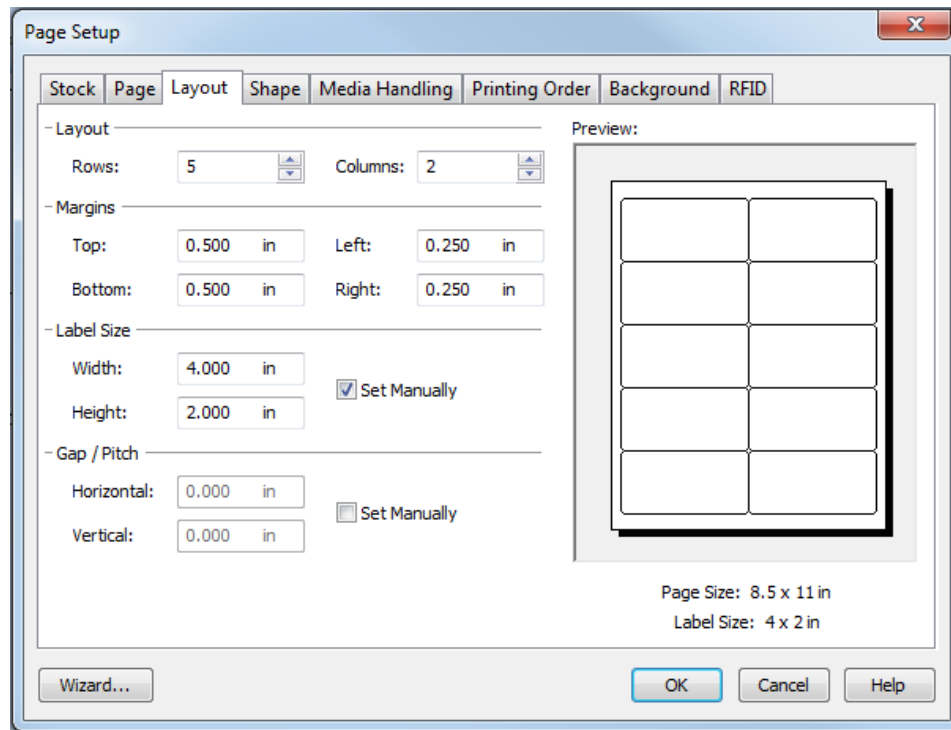 Page Setup
Stock Page Layout Shape Media Handling Printing Order Background RFID
Layout
Rows: 5 Columns: 2
Margins
Top: 0.500 in Left: 0.250 in
Bottom: 0.500 in Right: 0.250 in
Label Size
Width: 4.000 in
Set Manually
Height: 2.000 in
Gap / Pitch
Horizontal: 0.000 in
Set Manually
Vertical: 0.000 in
Preview:
Page Size: 8.5 x 11 in
Label Size: 4 x 2 in
Wizard... OK Cancel Help